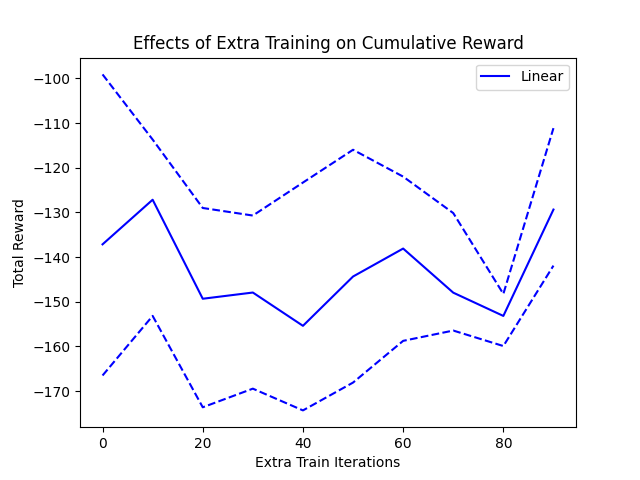 Effects of Extra Training on Cumulative Reward
Linear
Total Reward
−100
−110
−120
−130
−140
−150
−160
−170
0 20 40 60 80
Extra Train Iterations